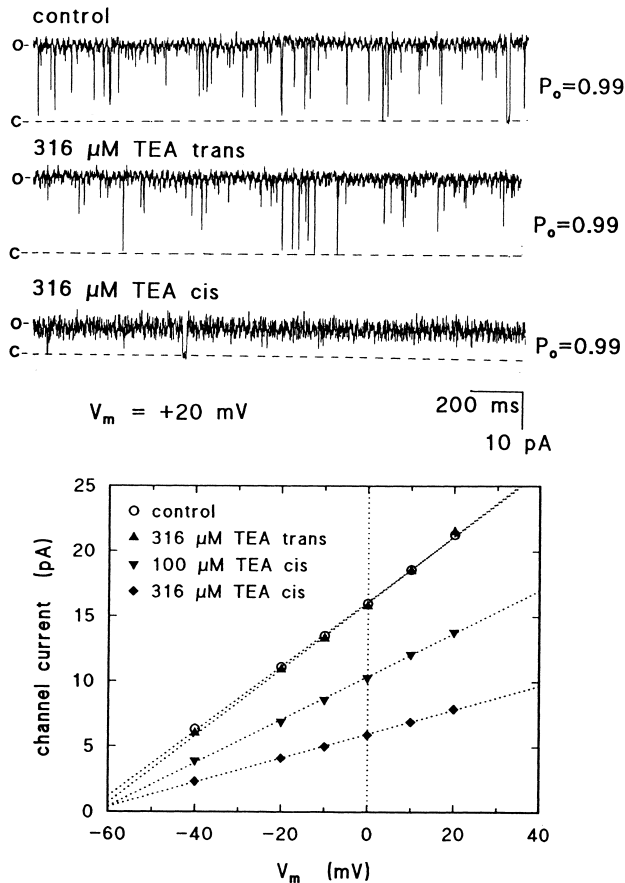 control
O-
C-
Pₒ=0.99
316 µM TEA trans
O-
C-
Pₒ=0.99
316 µM TEA cis
O-
C-
Pₒ=0.99
Vₘ = +20 mV
200 ms
10 pA
25
20
15
10
5
0
channel current (pA)
control
316 µM TEA trans
100 µM TEA cis
316 µM TEA cis
-60 -40 -20 0 20 40
Vₘ (mV)